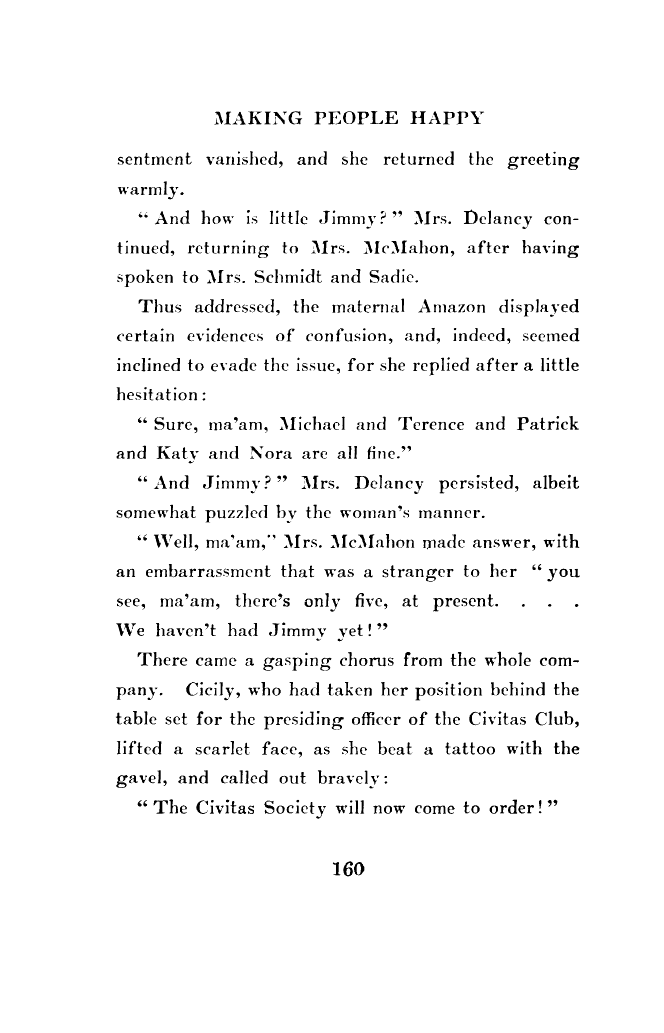 MAKING PEOPLE HAPPY
sentment vanished, and she returned the greeting
warmly.
“ And how is little Jimmy? ” Mrs. Delancy con-
tinued, returning to Mrs. McMahon, after having
spoken to Mrs. Schmidt and Sadie.
Thus addressed, the maternal Amazon displayed
certain evidences of confusion, and, indeed, seemed
inclined to evade the issue, for she replied after a little
hesitation:
“ Sure, ma’am, Michael and Terence and Patrick
and Katy and Nora are all fine.”
“ And Jimmy? ” Mrs. Delancy persisted, albeit
somewhat puzzled by the woman’s manner.
“ Well, ma’am,” Mrs. McMahon made answer, with
an embarrassment that was a stranger to her “ you
see, ma’am, there’s only five, at present. . . .
We haven’t had Jimmy yet! ”
There came a gasping chorus from the whole com-
pany. Cicily, who had taken her position behind the
table set for the presiding officer of the Civitas Club,
lifted a scarlet face, as she beat a tattoo with the
gavel, and called out bravely:
“ The Civitas Society will now come to order! ”
160